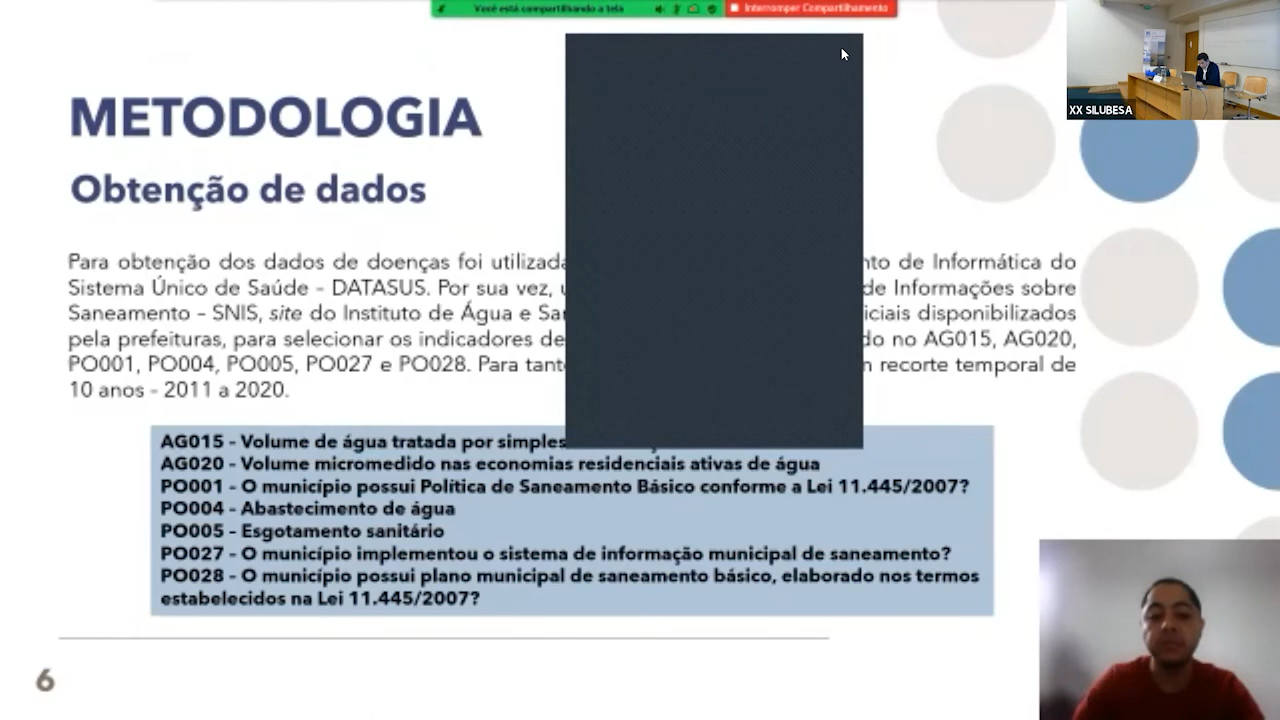 Você está compartilhando a tela
Interromper Compartilhamento
XX SILUBESA
METODOLOGIA
Obtenção de dados
Para obtenção dos dados de doenças foi utilizada nto de Informática do
Sistema Único de Saúde - DATASUS. Por sua vez, de Informações sobre
Saneamento - SNIS, site do Instituto de Água e iciais disponibilizados
pela prefeituras, para selecionar os indicadores de do no AG015, AG020,
PO001, PO004, PO005, PO027 e PO028. Para recorte temporal de
10 anos - 2011 a 2020.
AG015 - Volume de água tratada por simples
AG020 - Volume micromedido nas economias residenciais ativas de água
PO001 - O município possui Política de Saneamento Básico conforme a Lei 11.445/2007?
PO004 - Abastecimento de água
PO005 - Esgotamento sanitário
PO027 - O município implementou o sistema de informação municipal de saneamento?
PO028 - O município possui plano municipal de saneamento básico, elaborado nos termos
estabelecidos na Lei 11.445/2007?
6